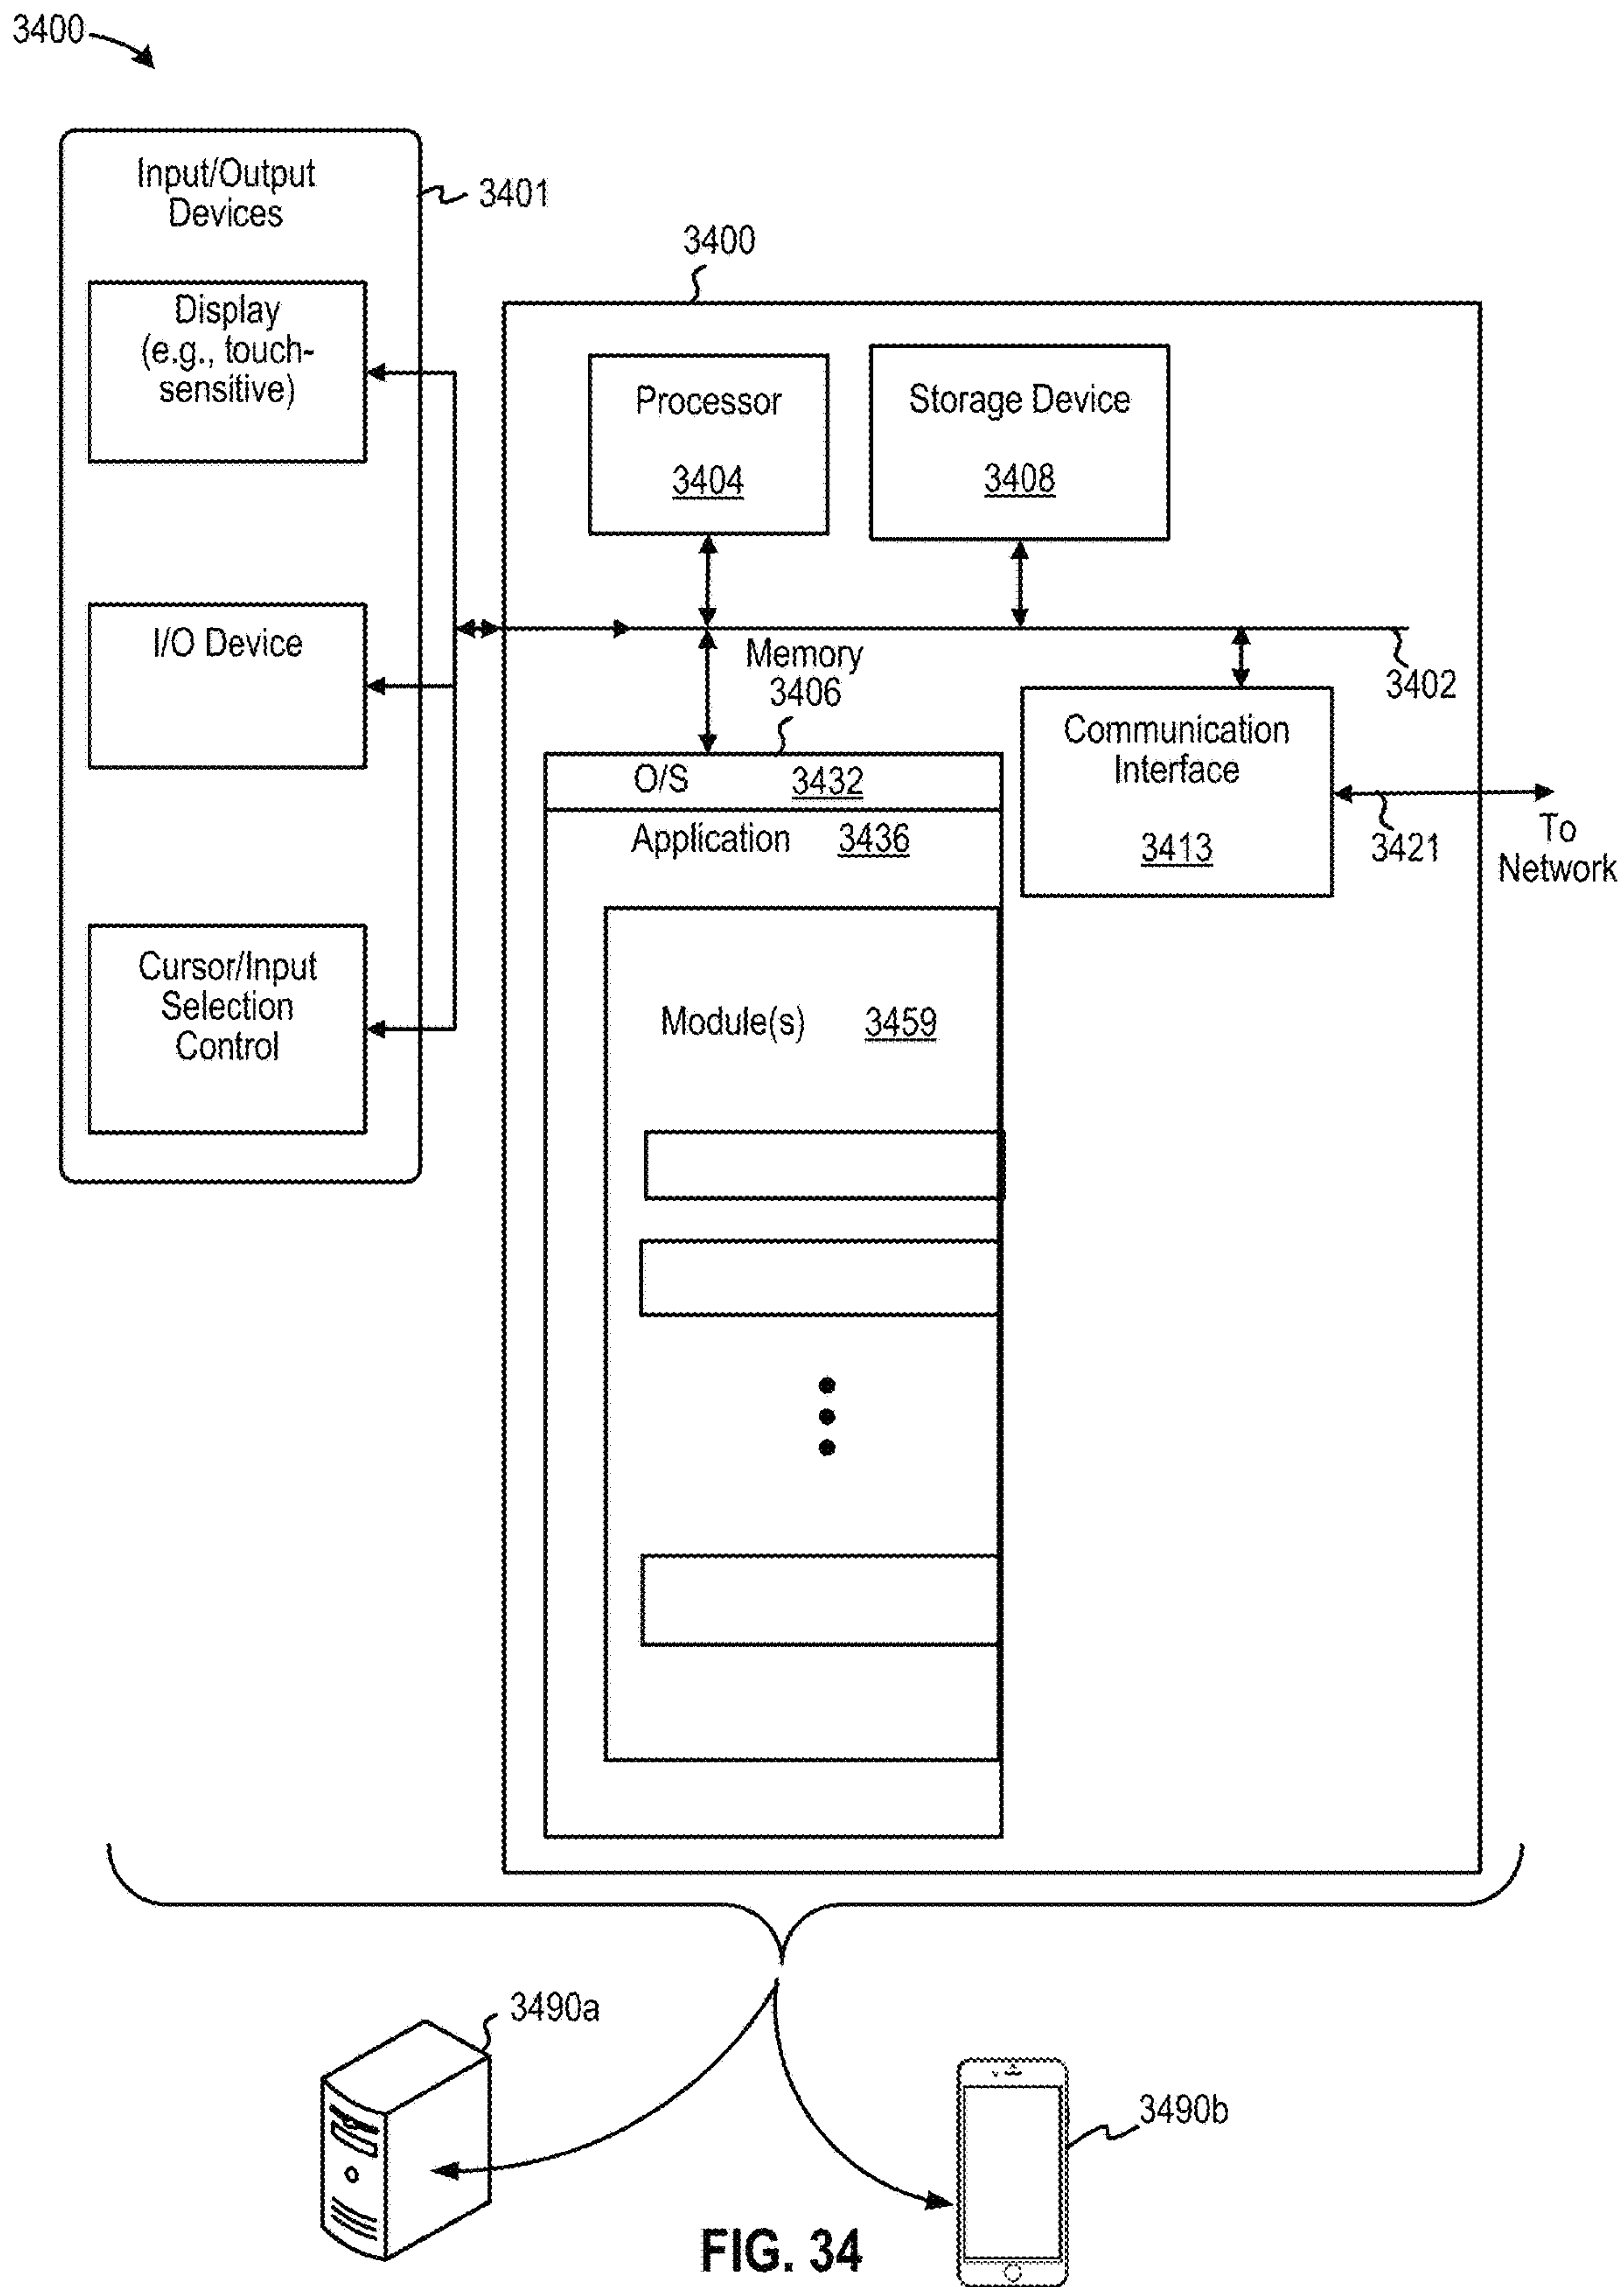 3400
Input/Output
Devices
3401
Display
(e.g., touch-
sensitive)
I/O Device
Cursor/Input
Selection
Control
3400
Processor
3404
Storage Device
3408
Memory
3406
3402
Communication
Interface
3413
3421
To
Network
O/S 3432
Application 3436
Module(s) 3459
3490a
3490b
FIG. 34